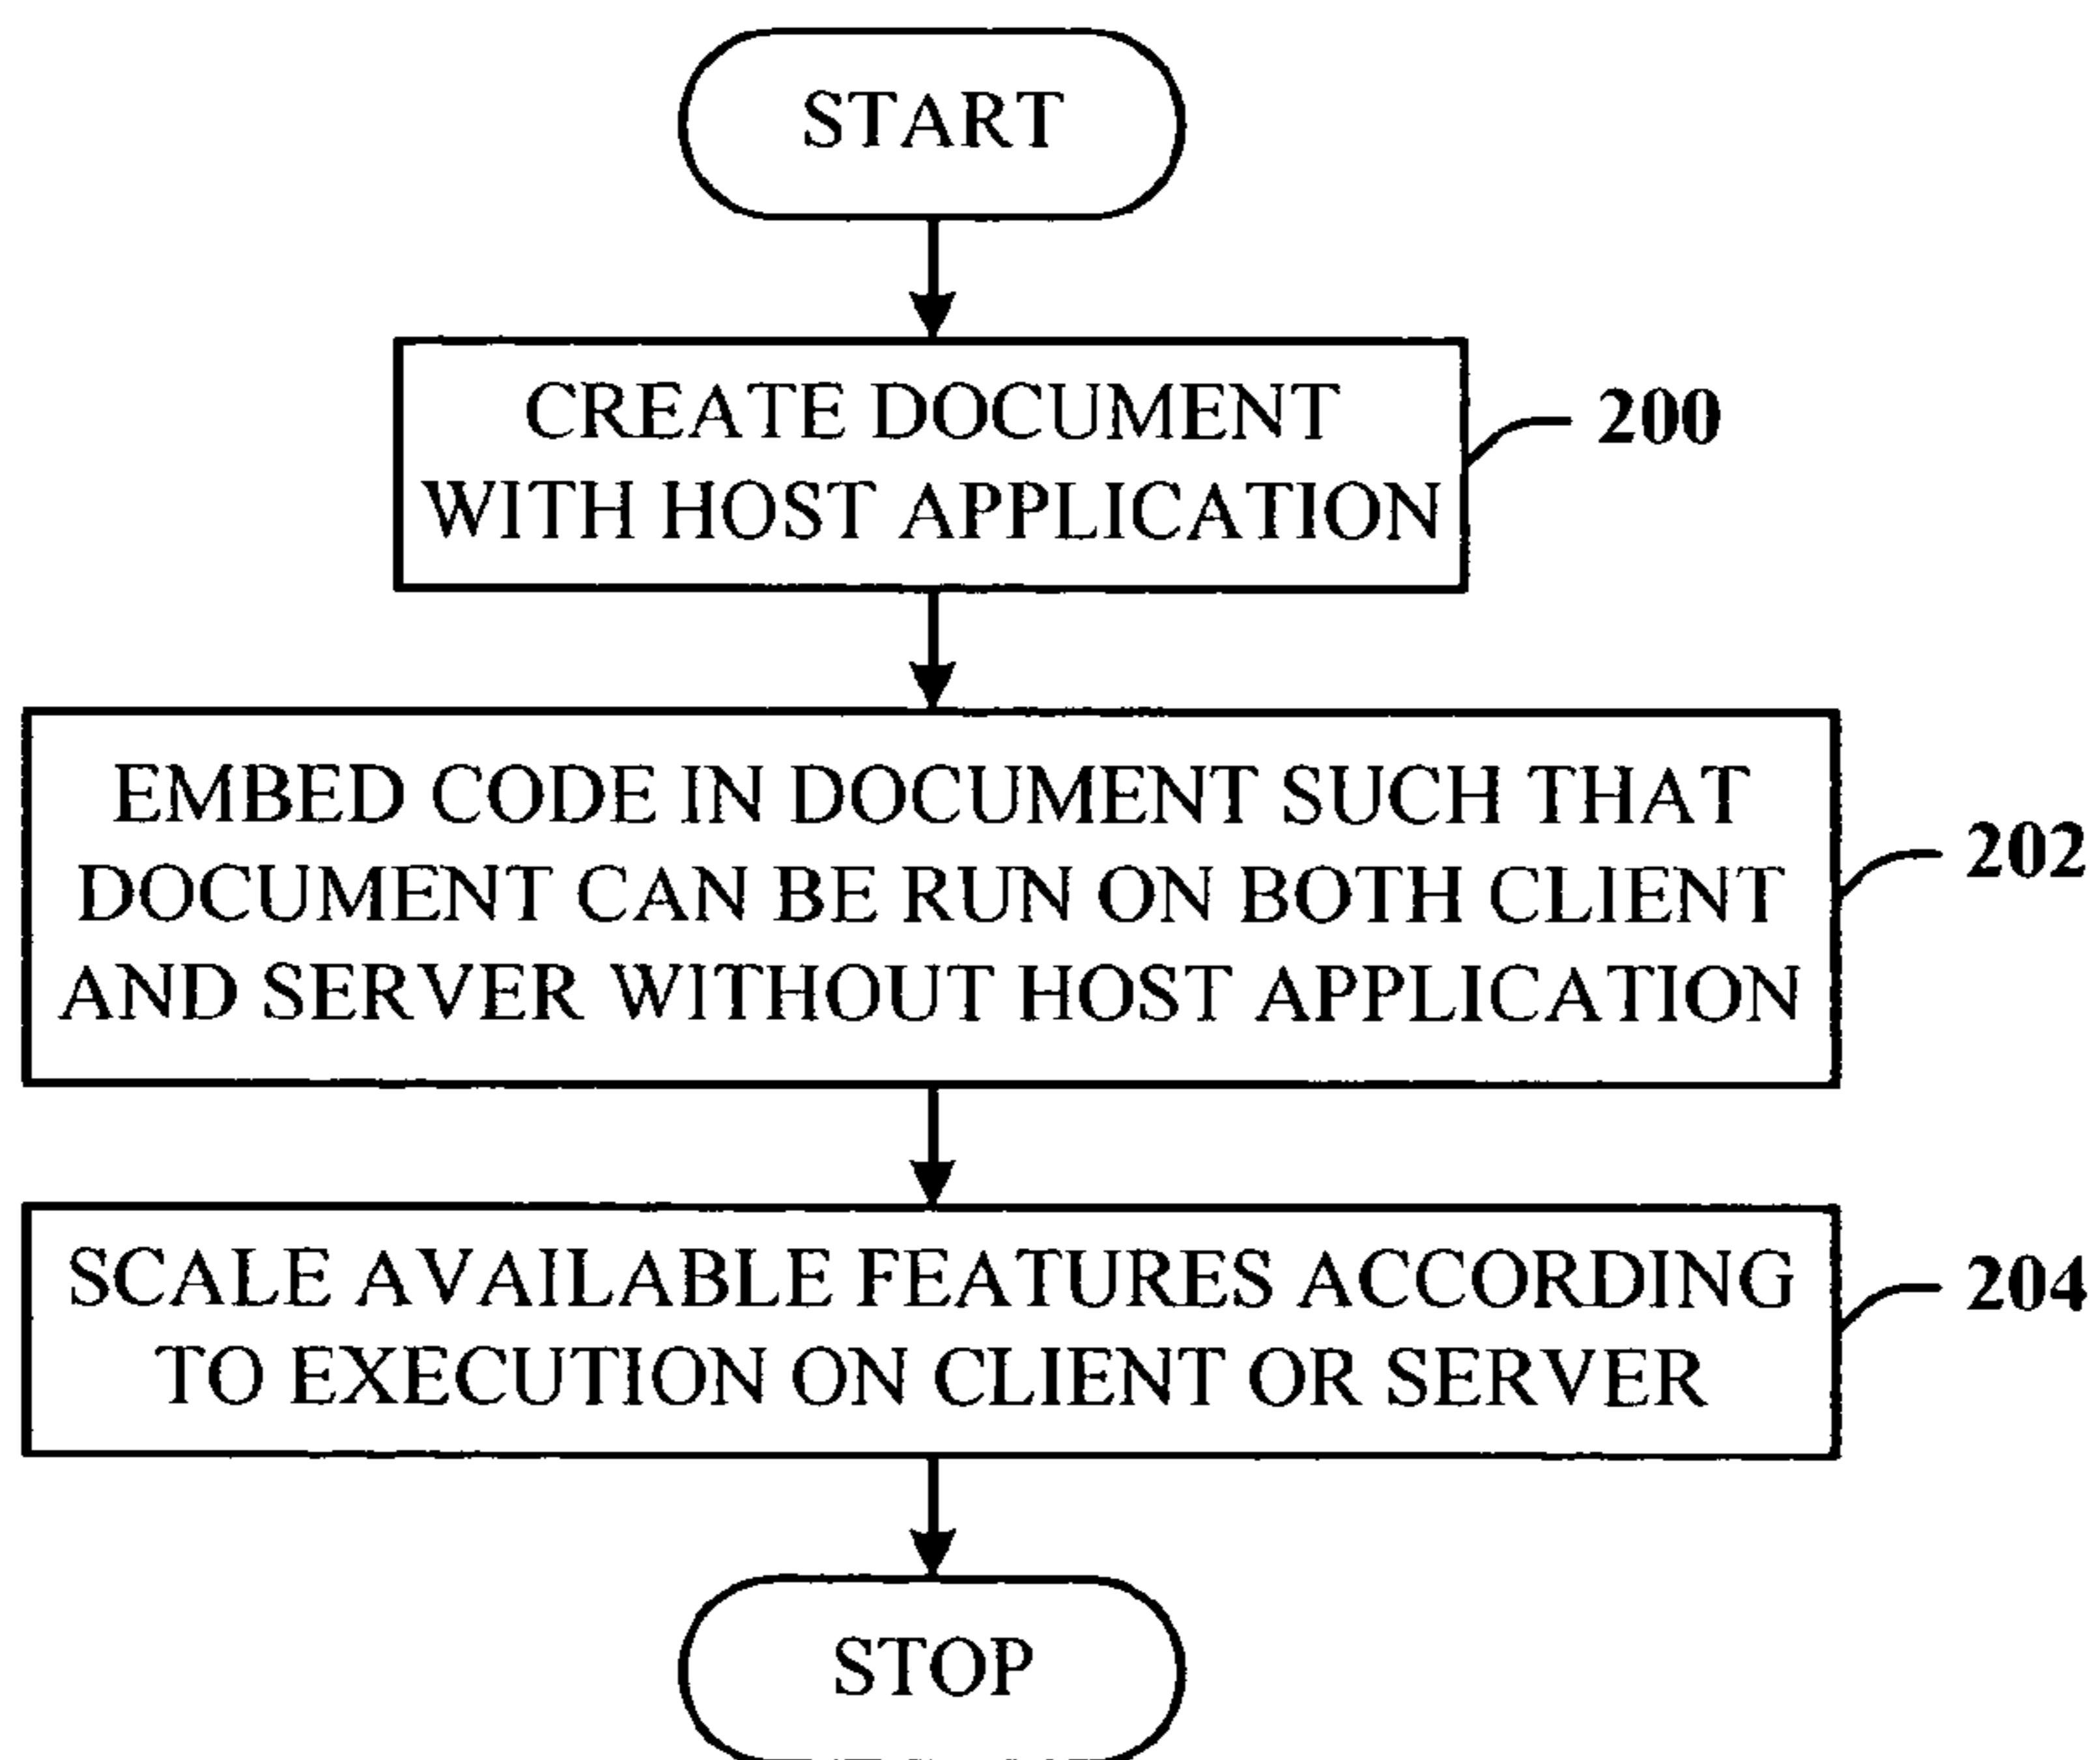 START
CREATE DOCUMENT
WITH HOST APPLICATION
200
EMBED CODE IN DOCUMENT SUCH THAT
DOCUMENT CAN BE RUN ON BOTH CLIENT
AND SERVER WITHOUT HOST APPLICATION
202
SCALE AVAILABLE FEATURES ACCORDING
TO EXECUTION ON CLIENT OR SERVER
204
STOP